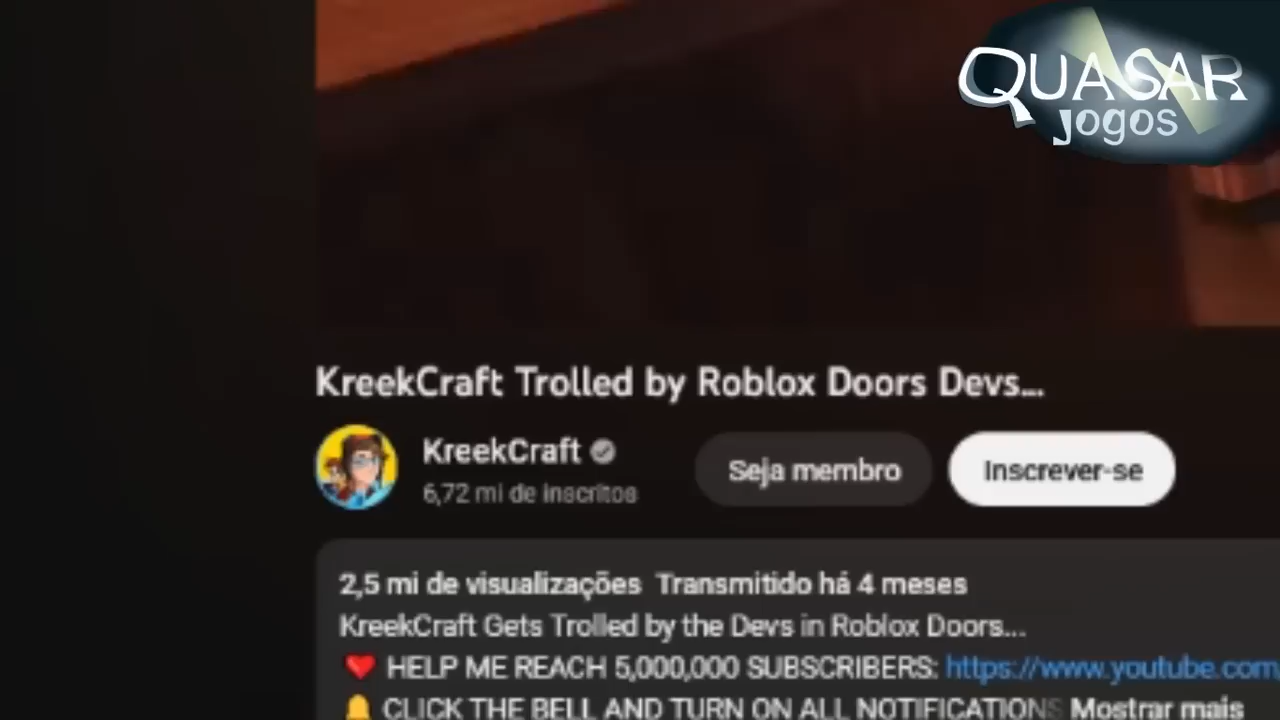 QUASAR
jogos
KreekCraft Trolled by Roblox Doors Devs...
KreekCraft
6,72 mi de inscritos
Seja membro
Inscrever-se
2,5 mi de visualizações Transmitido há 4 meses
KreekCraft Gets Trolled by the Devs in Roblox Doors...
HELP ME REACH 5,000,000 SUBSCRIBERS: https://www.youtube.com
CLICK THE BELL AND TURN ON ALL NOTIFICATIONS Mostrar mais